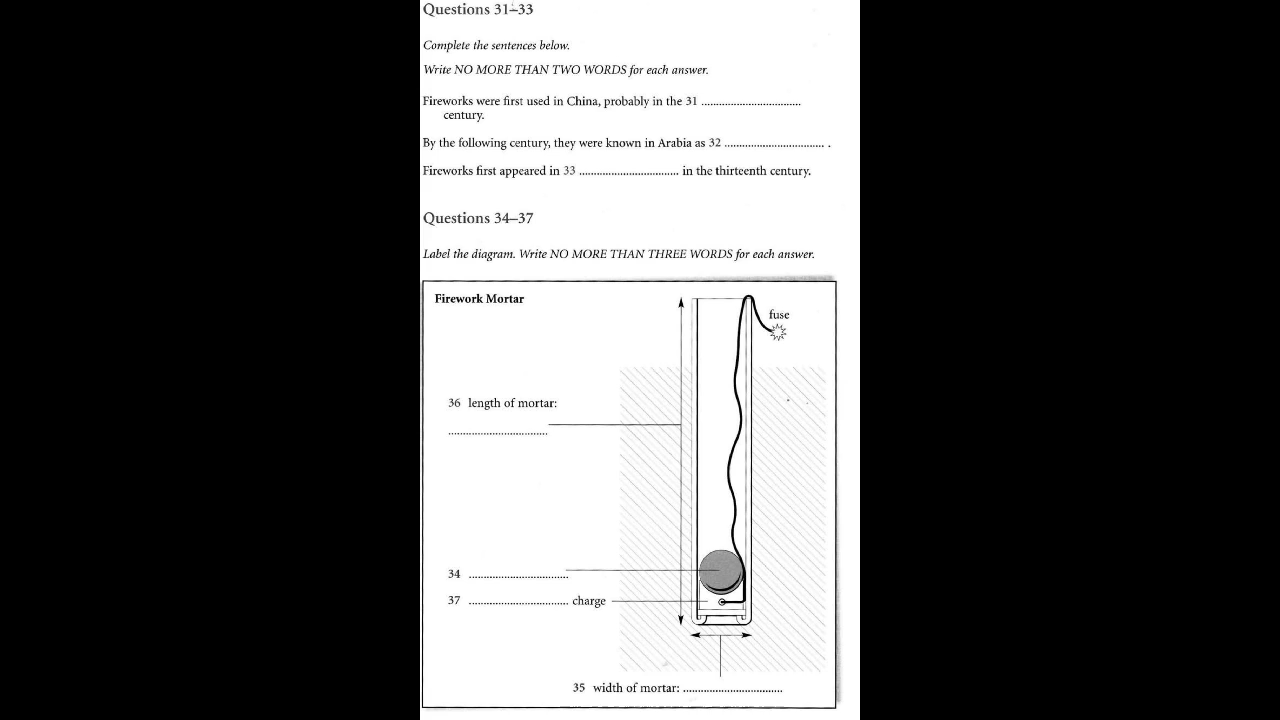 Questions 31–33
Complete the sentences below.
Write NO MORE THAN TWO WORDS for each answer.
Fireworks were first used in China, probably in the 31 ..................................
century.
By the following century, they were known in Arabia as 32 .................................. .
Fireworks first appeared in 33 .................................. in the thirteenth century.
Questions 34–37
Label the diagram. Write NO MORE THAN THREE WORDS for each answer.
Firework Mortar
fuse
36 length of mortar:
..................................
34 ..................................
37 .................................. charge
35 width of mortar: ..................................